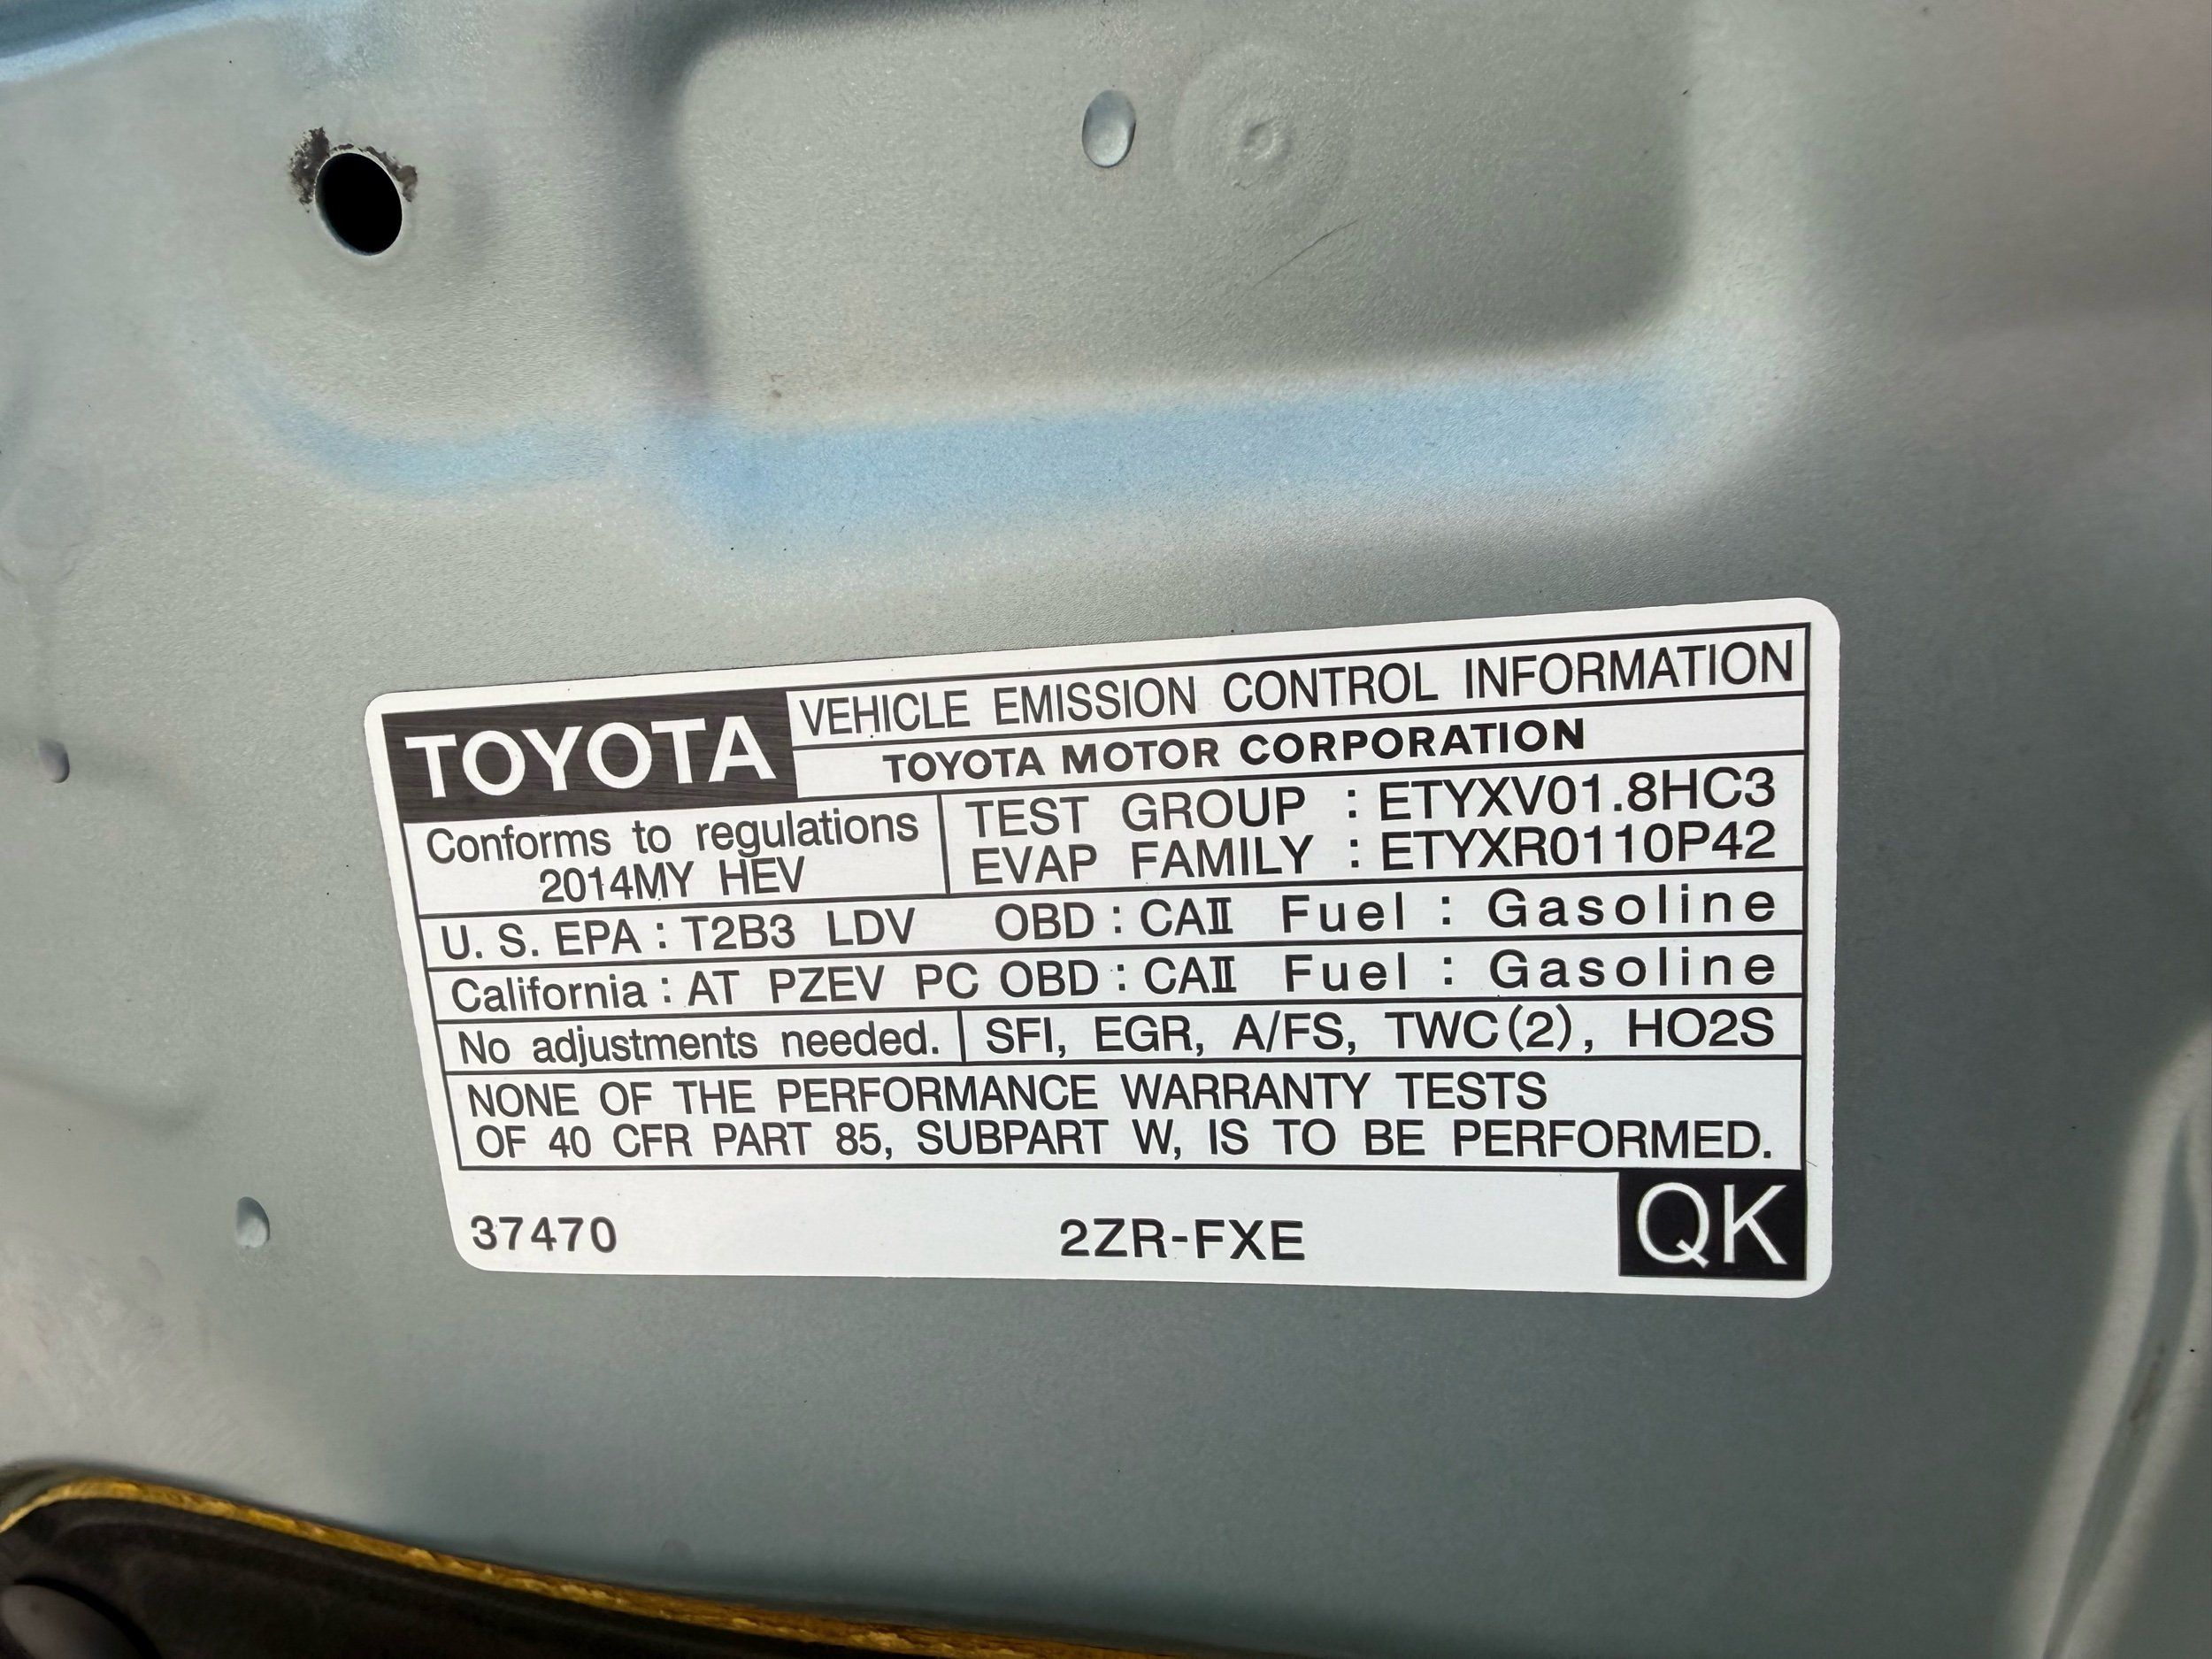 TOYOTA
VEHICLE EMISSION CONTROL INFORMATION
TOYOTA MOTOR CORPORATION
Conforms to regulations
2014MY HEV
TEST GROUP : ETYXV01.8HC3
EVAP FAMILY : ETYXR0110P42
U. S. EPA : T2B3 LDV OBD : CAⅡ Fuel : Gasoline
California : AT PZEV PC OBD : CAⅡ Fuel : Gasoline
No adjustments needed. SFI, EGR, A/FS, TWC(2), HO2S
NONE OF THE PERFORMANCE WARRANTY TESTS
OF 40 CFR PART 85, SUBPART W, IS TO BE PERFORMED.
37470 2ZR-FXE QK